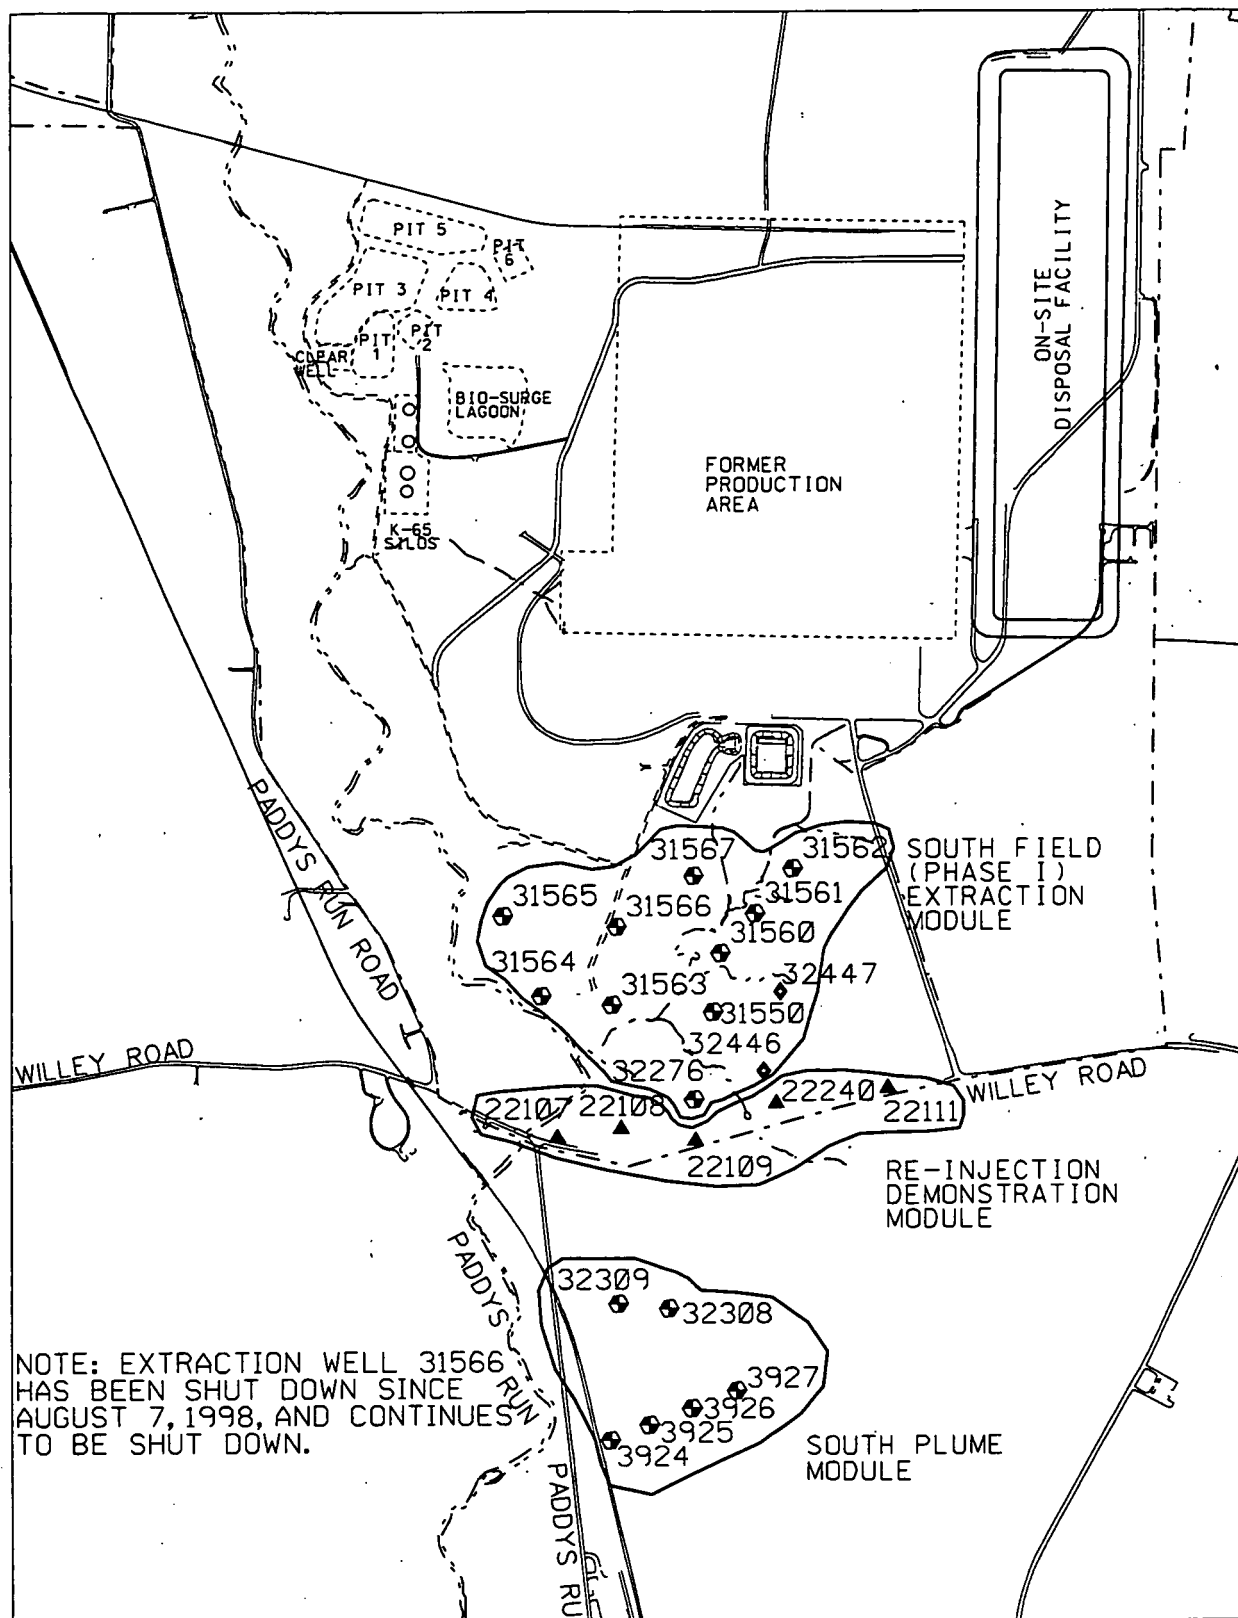 PIT 5
PIT
6
PIT 3
PIT 4
PIT
1
PIT
2
CLEAR
WELL
BIO-SURGE
LAGOON
K-65
SILOS
FORMER
PRODUCTION
AREA
ON-SITE
DISPOSAL FACILITY
PADDYS RUN ROAD
31567
31562
SOUTH FIELD
(PHASE I)
EXTRACTION
MODULE
31565
31566
31561
31560
31564
31563
32447
31550
32446
WILLEY ROAD
32276
WILLEY ROAD
22107
22108
22240
22111
22109
RE-INJECTION
DEMONSTRATION
MODULE
PADDYS RUN
32309
32308
NOTE: EXTRACTION WELL 31566
HAS BEEN SHUT DOWN SINCE
AUGUST 7, 1998, AND CONTINUES
TO BE SHUT DOWN.
3927
3926
3925
3924
SOUTH PLUME
MODULE
PADDYS RU